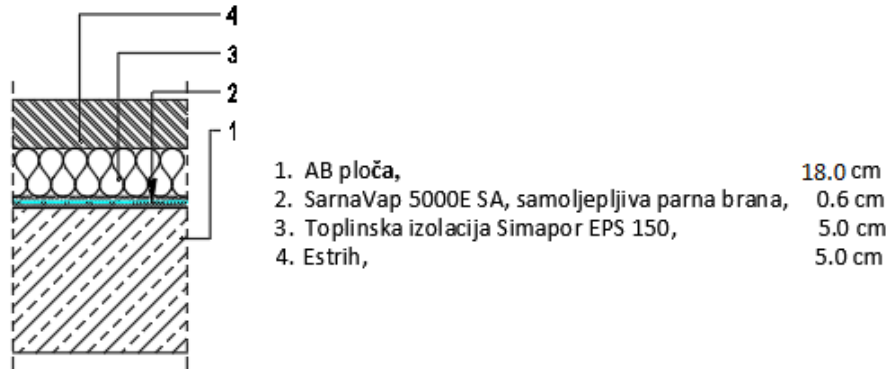 4
3
2
1
1. AB ploča, 18.0 cm
2. SarnaVap 5000E SA, samoljepljiva parna brana, 0.6 cm
3. Toplinska izolacija Simapor EPS 150, 5.0 cm
4. Estrih, 5.0 cm